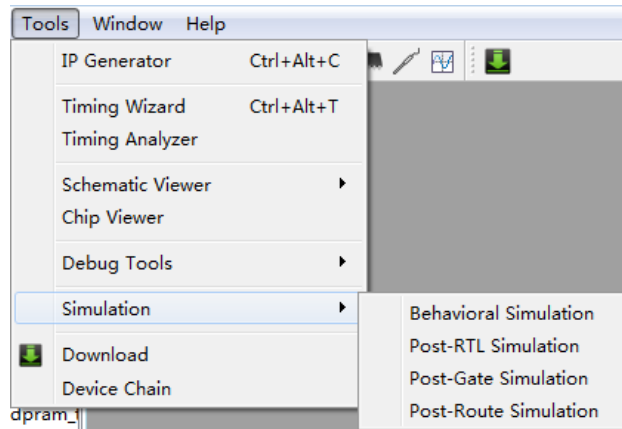 Tools Window Help
IP Generator Ctrl+Alt+C
Timing Wizard Ctrl+Alt+T
Timing Analyzer
Schematic Viewer
Chip Viewer
Debug Tools
Simulation
Behavioral Simulation
Post-RTL Simulation
Post-Gate Simulation
Post-Route Simulation
Download
Device Chain